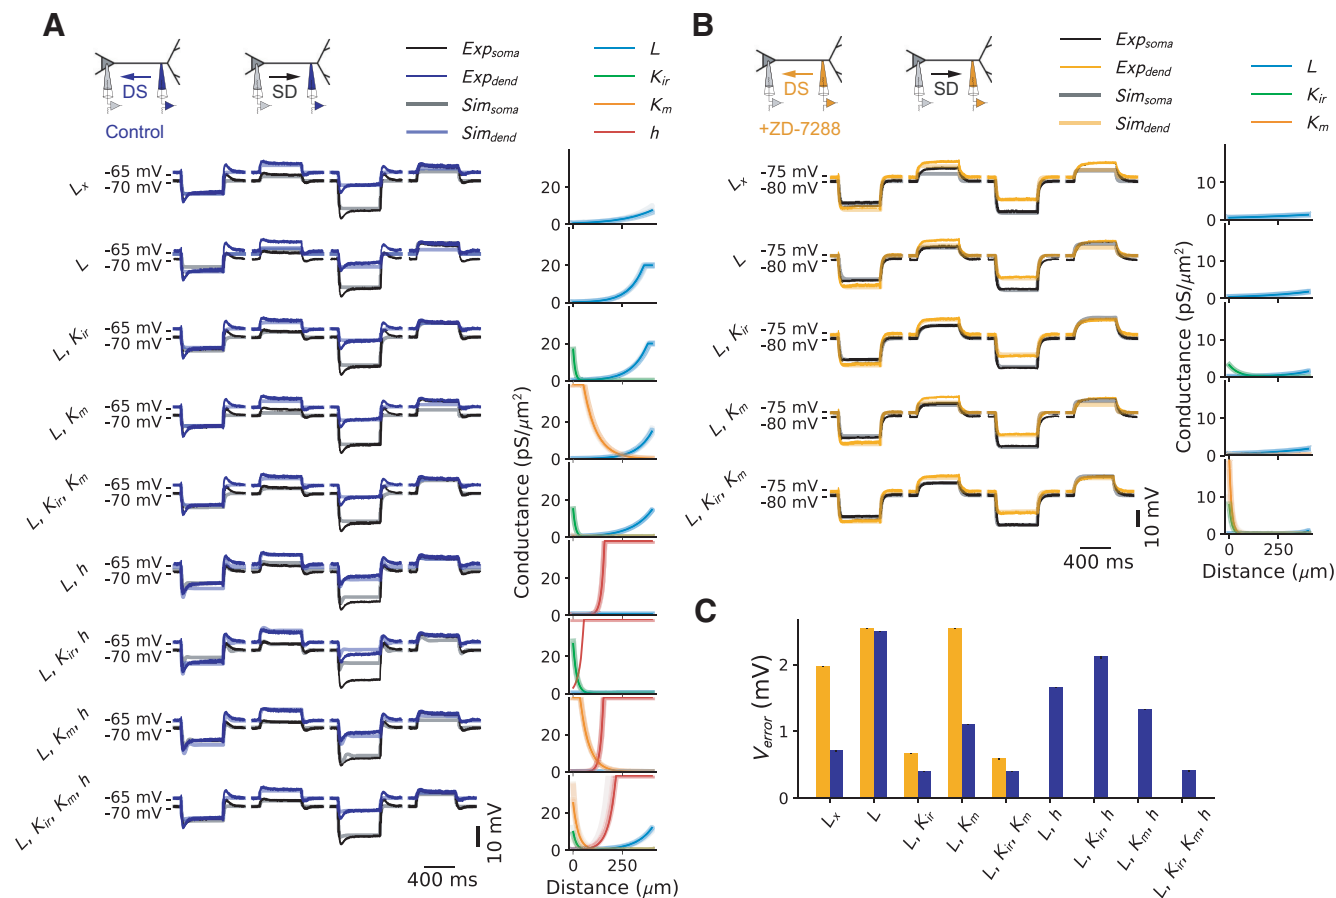 A
DS
SD
Control
Exp_soma
Exp_dend
Sim_soma
Sim_dend
L
K_ir
K_m
h
L_x
-65 mV
-70 mV
L
-65 mV
-70 mV
L, K_ir
-65 mV
-70 mV
L, K_m
-65 mV
-70 mV
L, K_ir, K_m
-65 mV
-70 mV
L, h
-65 mV
-70 mV
L, K_ir, h
-65 mV
-70 mV
L, K_m, h
-65 mV
-70 mV
L, K_ir, K_m, h
-65 mV
-70 mV
10 mV
400 ms
Conductance (pS/μm²)
20
0
20
0
20
0
20
0
20
0
20
0
20
0
20
0
20
0
0
250
Distance (μm)
B
DS
SD
+ZD-7288
Exp_soma
Exp_dend
Sim_soma
Sim_dend
L
K_ir
K_m
L_x
-75 mV
-80 mV
L
-75 mV
-80 mV
L, K_ir
-75 mV
-80 mV
L, K_m
-75 mV
-80 mV
L, K_ir, K_m
-75 mV
-80 mV
10 mV
400 ms
Conductance (pS/μm²)
10
0
10
0
10
0
10
0
10
0
0
250
Distance (μm)
C
V_error (mV)
2
1
0
L_x
L
L, K_ir
L, K_m
L, K_ir, K_m
L, h
L, K_ir, h
L, K_m, h
L, K_ir, K_m, h